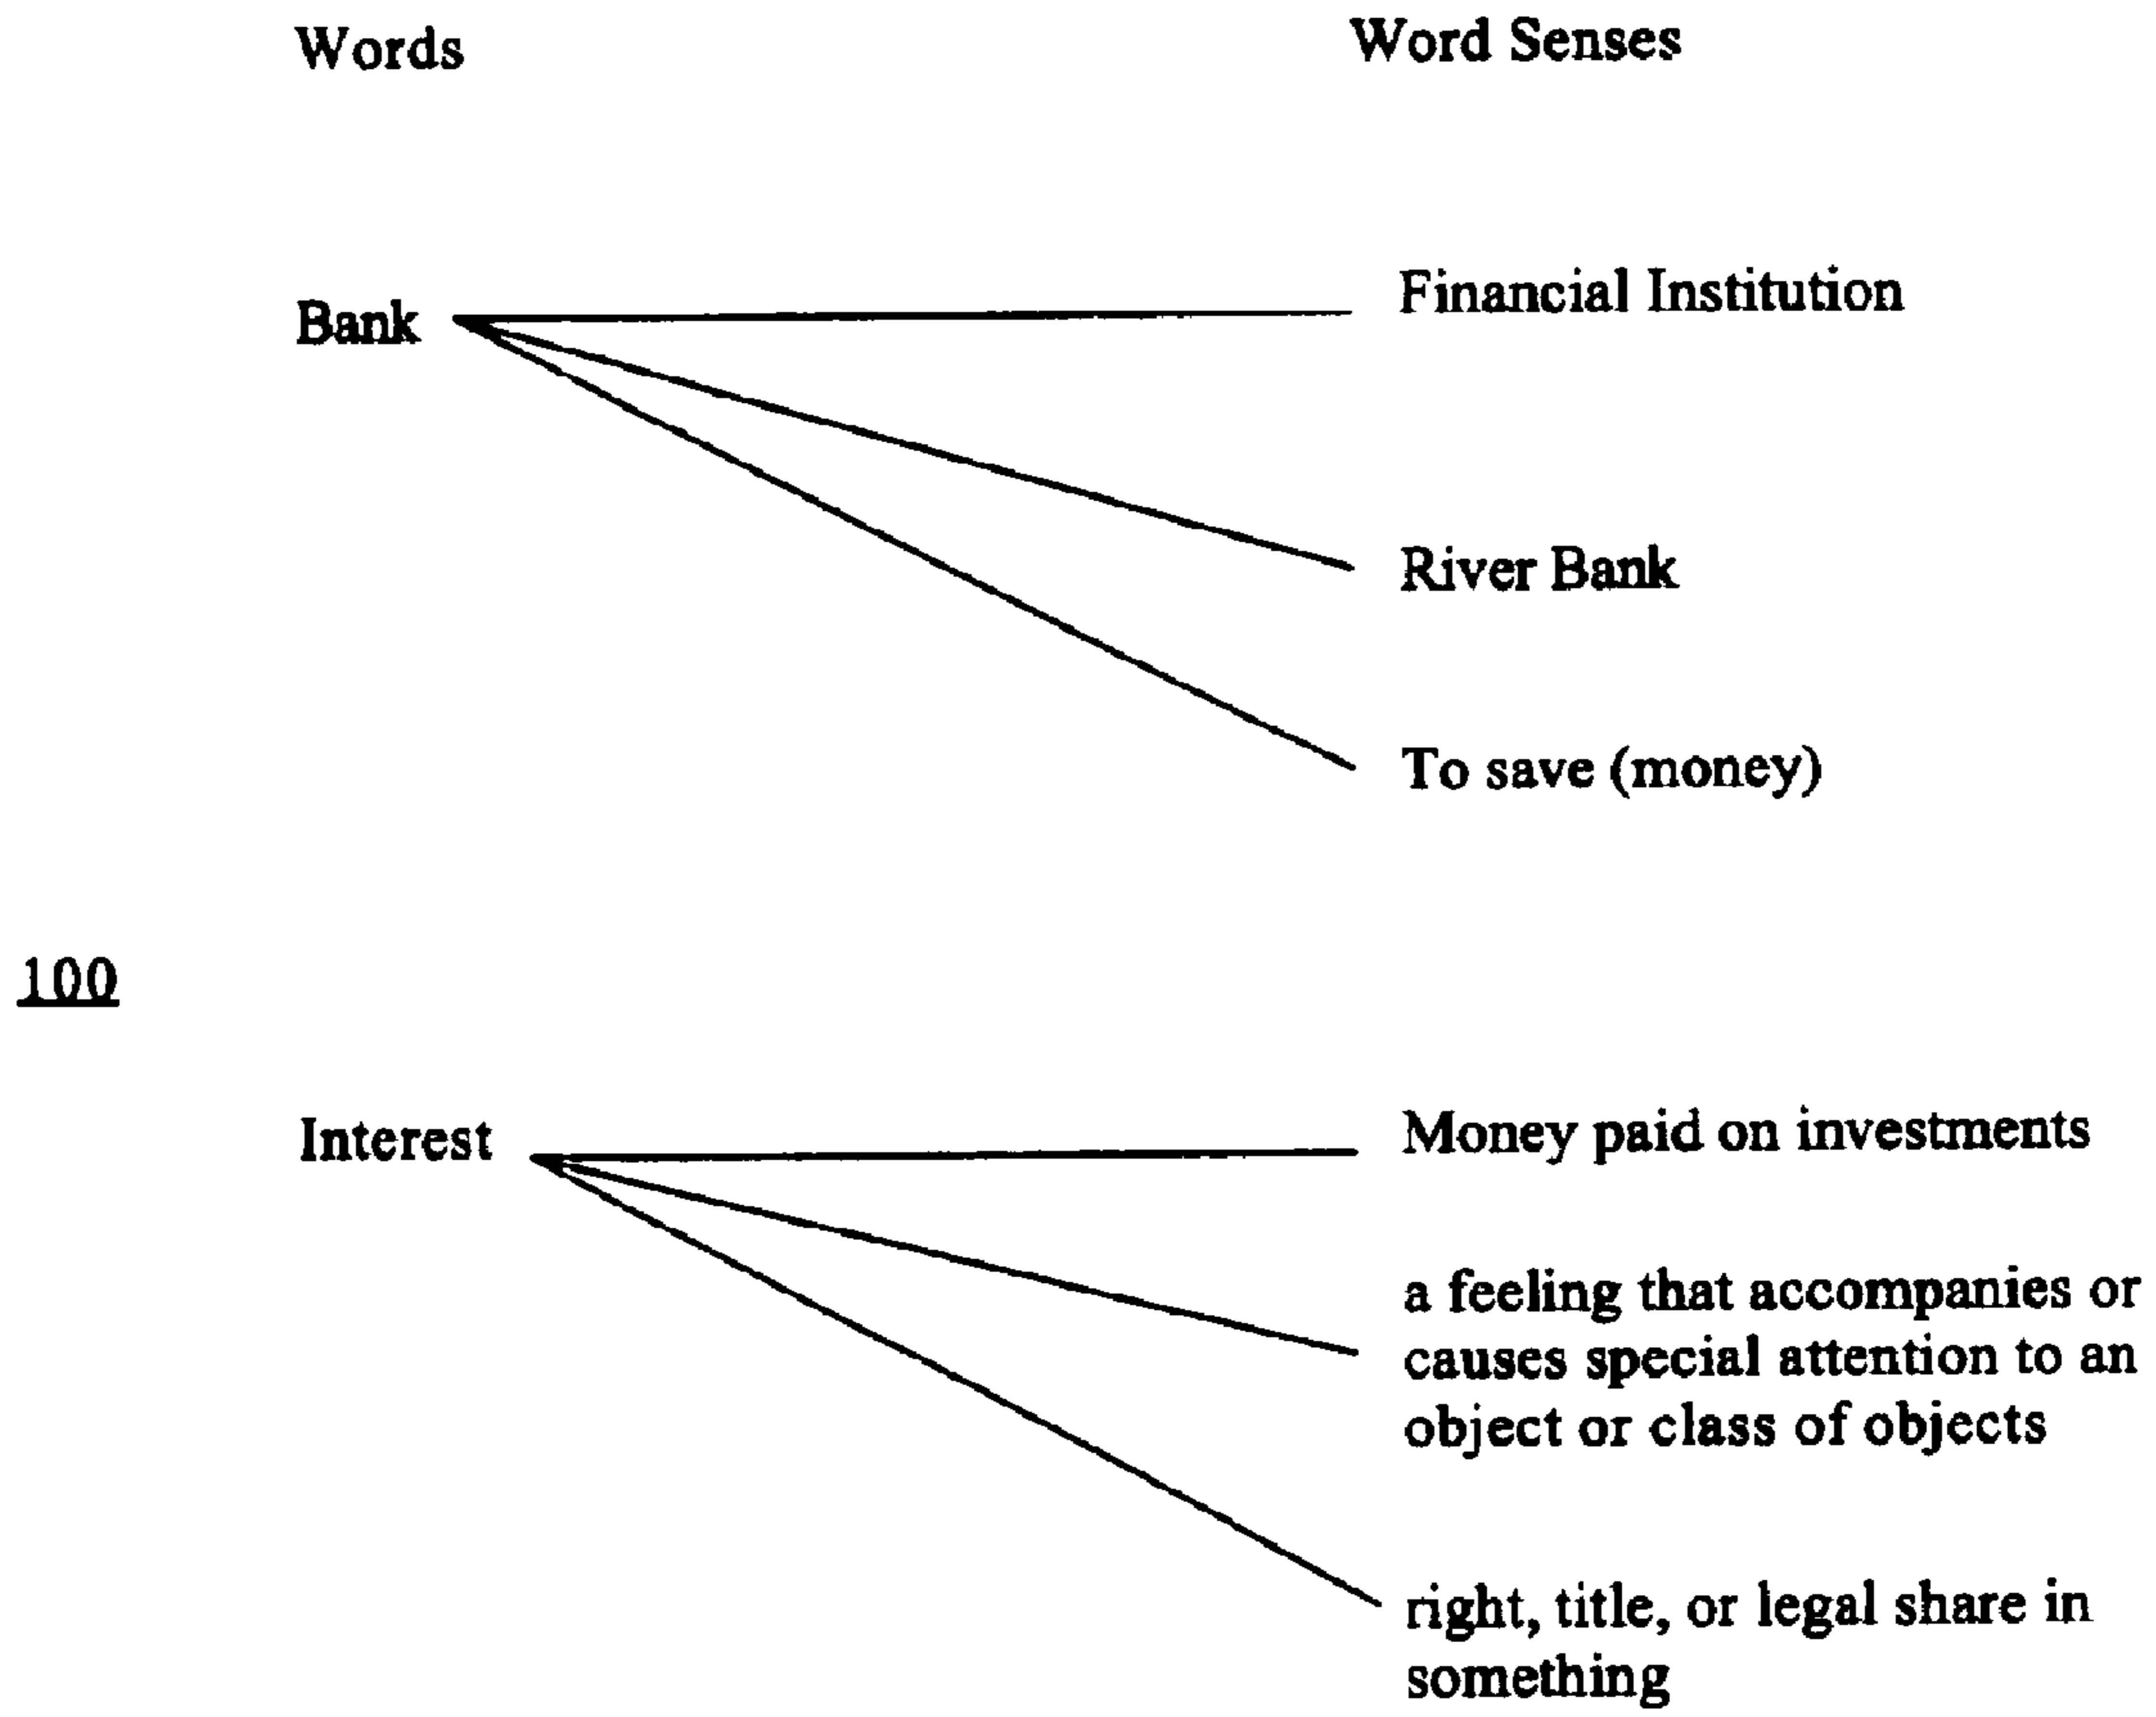 Words
Word Senses
Bank
Financial Institution
River Bank
To save (money)
100
Interest
Money paid on investments
a feeling that accompanies or
causes special attention to an
object or class of objects
right, title, or legal share in
something